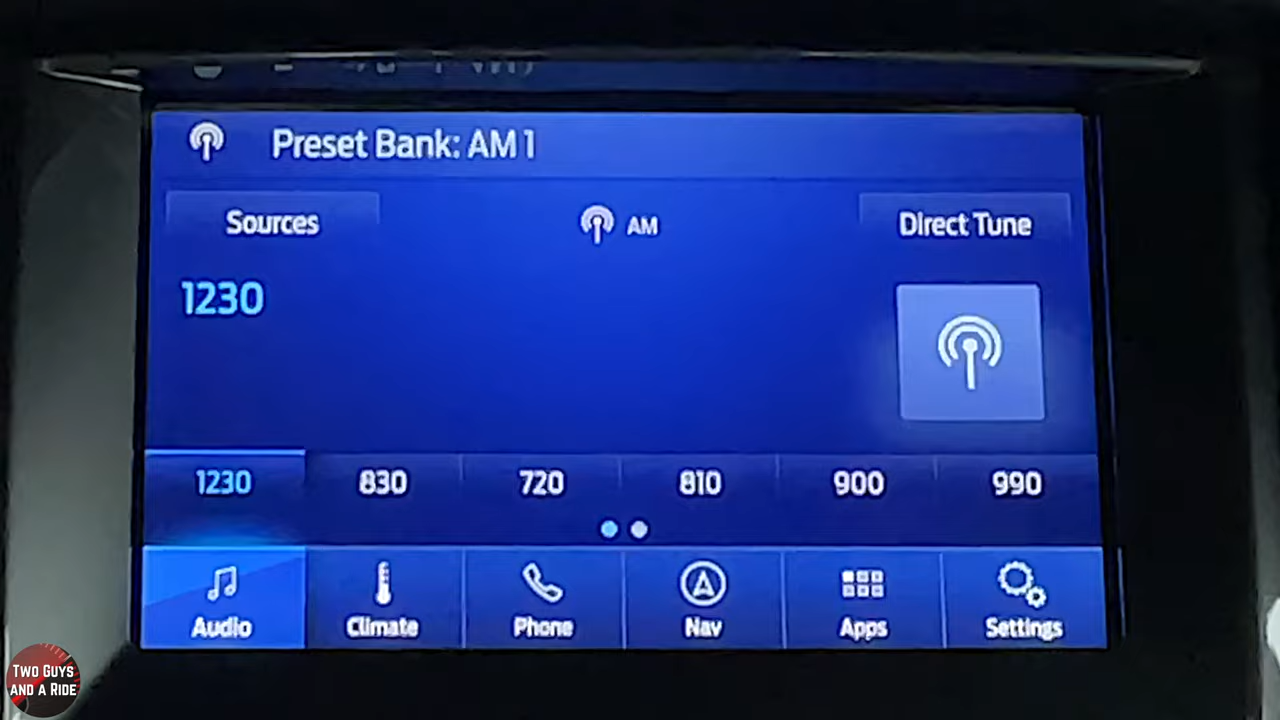 Preset Bank: AM 1
Sources
AM
Direct Tune
1230
1230 830 720 810 900 990
Audio Climate Phone Nav Apps Settings
TWO GUYS
AND A RIDE